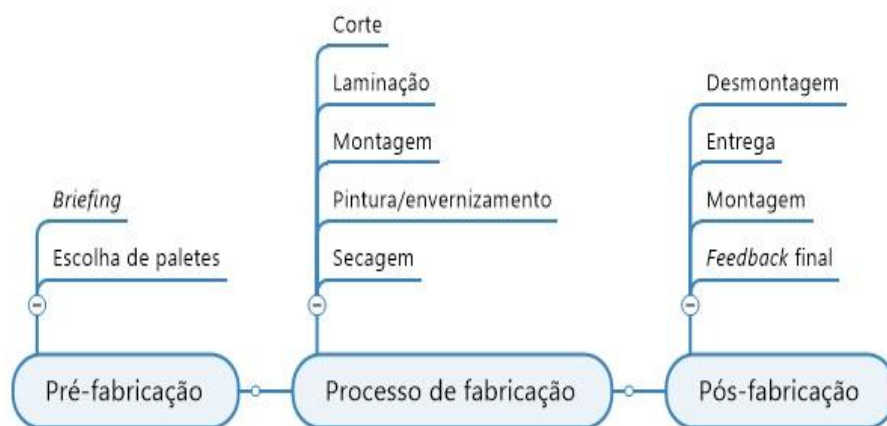 Briefing
Escolha de paletes
Pré-fabricação
Corte
Laminação
Montagem
Pintura/envernizamento
Secagem
Processo de fabricação
Desmontagem
Entrega
Montagem
Feedback final
Pós-fabricação